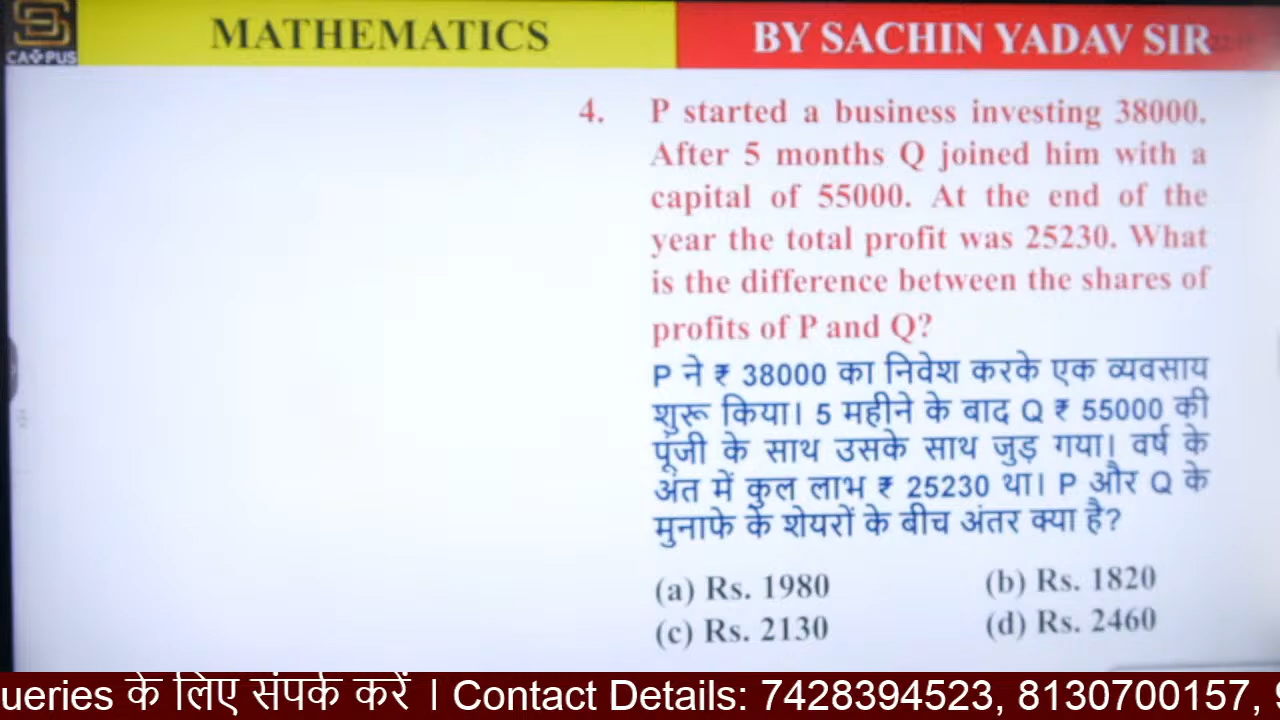 CAMPUS
MATHEMATICS
BY SACHIN YADAV SIR
4. P started a business investing 38000.
After 5 months Q joined him with a
capital of 55000. At the end of the
year the total profit was 25230. What
is the difference between the shares of
profits of P and Q?
P ने ₹ 38000 का निवेश करके एक व्यवसाय
शुरू किया। 5 महीने के बाद Q ₹ 55000 की
पूंजी के साथ उसके साथ जुड़ गया। वर्ष के
अंत में कुल लाभ ₹ 25230 था। P और Q के
मुनाफे के शेयरों के बीच अंतर क्या है?
(a) Rs. 1980 (b) Rs. 1820
(c) Rs. 2130 (d) Rs. 2460
ueries के लिए संपर्क करें । Contact Details: 7428394523, 8130700157, 9